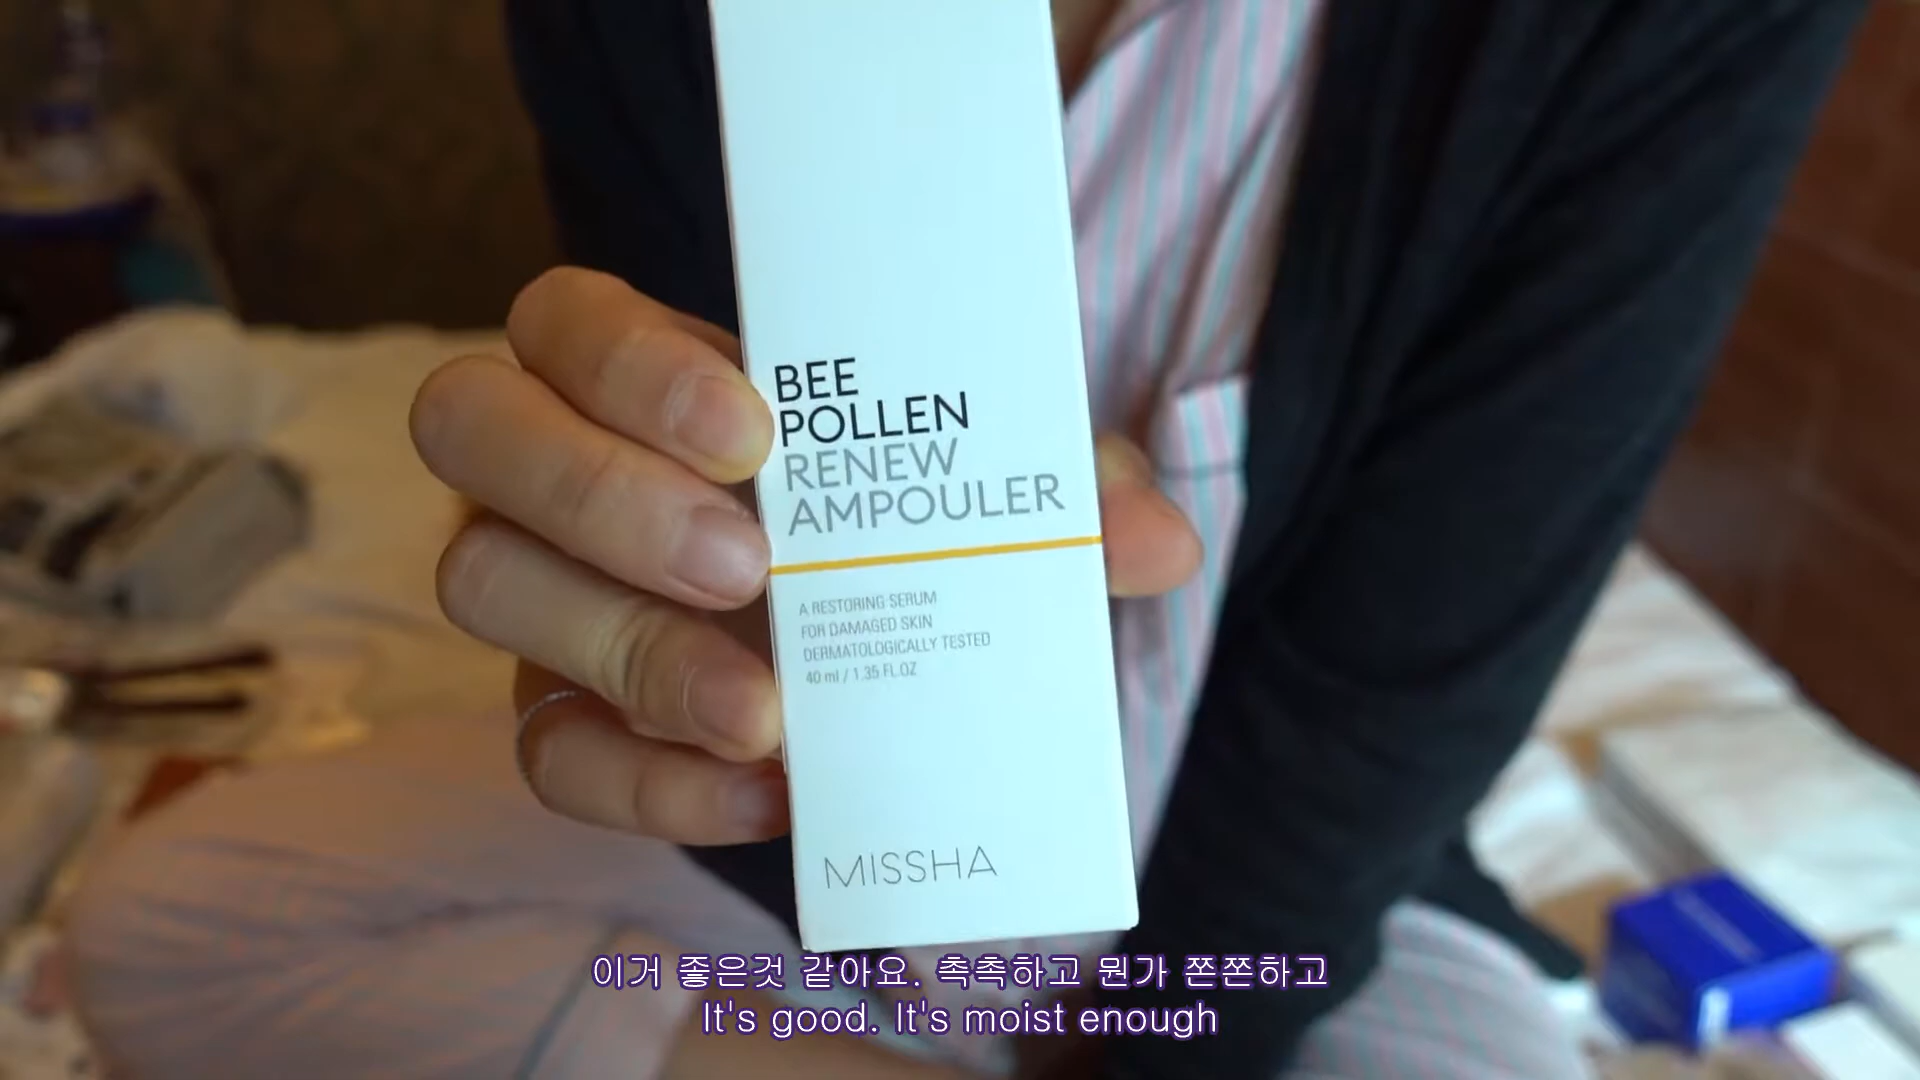 BEE
POLLEN
RENEW
AMPOULER
A RESTORING SERUM
FOR DAMAGED SKIN
DERMATOLOGICALLY TESTED
40 ml / 1.35 FL.OZ
MISSHA
이거 좋은것 같아요. 촉촉하고 뭔가 쫀쫀하고
It's good. It's moist enough